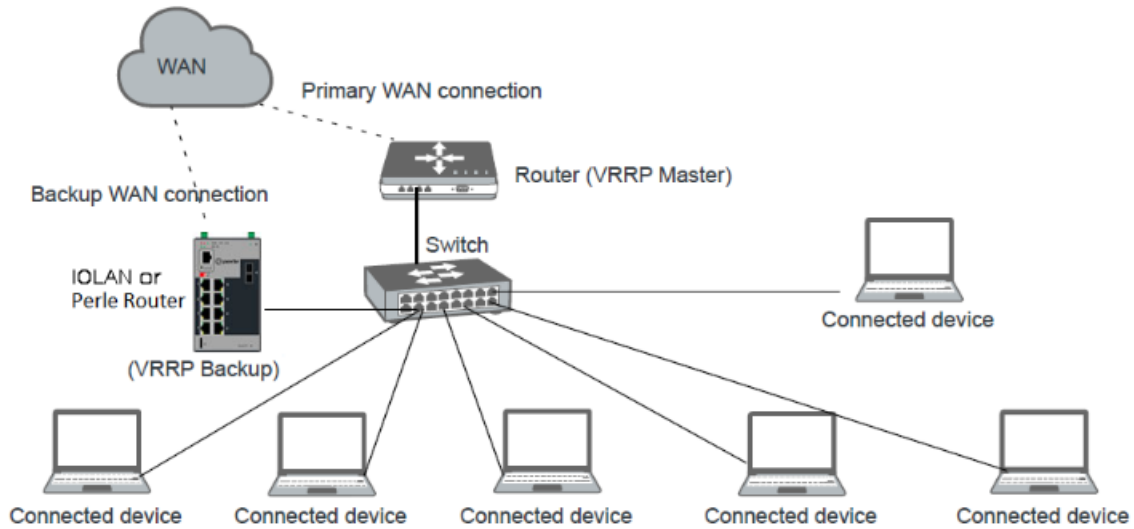 WAN
Primary WAN connection
Router (VRRP Master)
Backup WAN connection
Switch
IOLAN or
Perle Router
(VRRP Backup)
Connected device
Connected device
Connected device
Connected device
Connected device
Connected device